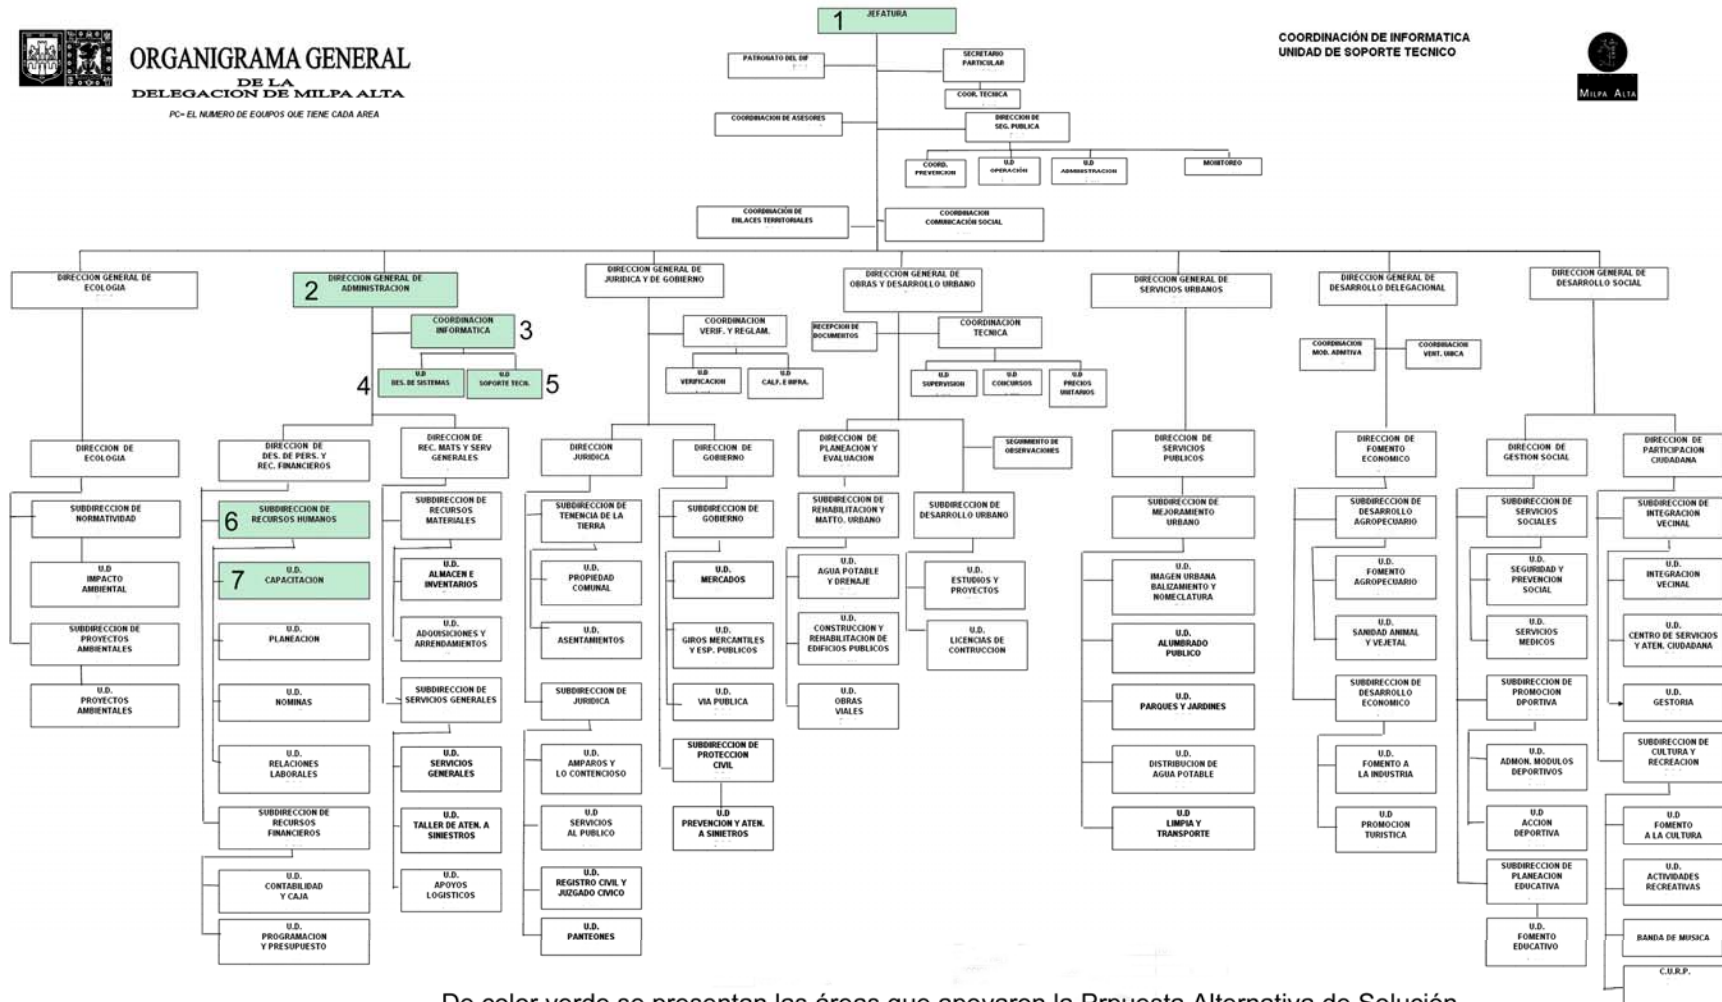 1 JEFATURA
ORGANIGRAMA GENERAL
DE LA
DELEGACION DE MILPA ALTA
PC= EL NUMERO DE EQUIPOS QUE TIENE CADA AREA
COORDINACIÓN DE INFORMATICA
UNIDAD DE SOPORTE TECNICO
MILPA ALTA
PATRONATO DEL DIF
SECRETARIO
PARTICULAR
COOR. TECNICA
COORDINACION DE ASESORES
DIRECCION DE
SEG. PUBLICA
COORD.
PREVENCION
U.D
OPERACIÓN
U.D
ADMINISTRACION
MONITOREO
COORDINACIÓN DE
ENLACES TERRITORIALES
COORDINACION
COMUNICACIÓN SOCIAL
DIRECCION GENERAL DE
ECOLOGIA
2 DIRECCION GENERAL DE
ADMINISTRACION
DIRECCION GENERAL DE
JURIDICA Y DE GOBIERNO
DIRECCION GENERAL DE
OBRAS Y DESARROLLO URBANO
DIRECCION GENERAL DE
SERVICIOS URBANOS
DIRECCION GENERAL DE
DESARROLLO DELEGACIONAL
DIRECCION GENERAL DE
DESARROLLO SOCIAL
COORDINACION
INFORMATICA 3
4 U.D
DES. DE SISTEMAS
U.D
SOPORTE TECN. 5
COORDINACION
VERIF. Y REGLAM.
U.D
VERIFICACION
U.D
CALF. E INFRA.
RECEPCION DE
DOCUMENTOS
COORDINACION
TECNICA
U.D
SUPERVISION
U.D
CONCURSOS
U.D
PRECIOS
UNITARIOS
COORDINACION
MOD. ADMTIVA
COORDINACION
VENT. UNICA
DIRECCION DE
ECOLOGIA
SUBDIRECCION DE
NORMATIVIDAD
U.D
IMPACTO
AMBIENTAL
SUBDIRECCION DE
PROYECTOS
AMBIENTALES
U.D.
PROYECTOS
AMBIENTALES
DIRECCION DE
DES. DE PERS. Y
REC. FINANCIEROS
6 SUBDIRECCION DE
RECURSOS HUMANOS
7 U.D.
CAPACITACION
U.D.
PLANEACION
U.D.
NOMINAS
U.D.
RELACIONES
LABORALES
SUBDIRECCION DE
RECURSOS
FINANCIEROS
U.D.
CONTABILIDAD
Y CAJA
U.D.
PROGRAMACION
Y PRESUPUESTO
DIRECCION DE
REC. MATS Y SERV
GENERALES
SUBDIRECCION DE
RECURSOS
MATERIALES
U.D.
ALMACEN E
INVENTARIOS
U.D.
ADQUISICIONES Y
ARRENDAMIENTOS
SUBDIRECCION DE
SERVICIOS GENERALES
U.D.
SERVICIOS
GENERALES
U.D.
TALLER DE ATEN. A
SINIESTROS
U.D.
APOYOS
LOGISTICOS
DIRECCION
JURIDICA
SUBDIRECCION DE
TENENCIA DE LA
TIERRA
U.D.
PROPIEDAD
COMUNAL
U.D.
ASENTAMIENTOS
SUBDIRECCION DE
JURIDICA
U.D.
AMPAROS Y
LO CONTENCIOSO
U.D
SERVICIOS
AL PUBLICO
U.D.
REGISTRO CIVIL Y
JUZGADO CIVICO
U.D.
PANTEONES
DIRECCION DE
GOBIERNO
SUBDIRECCION DE
GOBIERNO
U.D.
MERCADOS
U.D.
GIROS MERCANTILES
Y ESP. PUBLICOS
U.D.
VIA PUBLICA
SUBDIRECCION DE
PROTECCION
CIVIL
U.D
PREVENCION Y ATEN.
A SINIETROS
DIRECCION DE
PLANEACION Y
EVALUACION
SUBDIRECCION DE
REHABILITACION Y
MATTO. URBANO
U.D.
AGUA POTABLE
Y DRENAJE
U.D.
CONSTRUCCION Y
REHABILITACION DE
EDIFICIOS PUBLICOS
U.D.
OBRAS
VIALES
SEGUIMIENTO DE
OBSERVACIONES
SUBDIRECCION DE
DESARROLLO URBANO
U.D.
ESTUDIOS Y
PROYECTOS
U.D.
LICENCIAS DE
CONTRUCCION
DIRECCION DE
SERVICIOS
PUBLICOS
SUBDIRECCION DE
MEJORAMIENTO
URBANO
U.D.
IMAGEN URBANA
BALIZAMIENTO Y
NOMECLATURA
U.D.
ALUMBRADO
PUBLICO
U.D.
PARQUES Y JARDINES
U.D.
DISTRIBUCION DE
AGUA POTABLE
U.D
LIMPIA Y
TRANSPORTE
DIRECCION DE
FOMENTO
ECONOMICO
SUBDIRECCION DE
DESARROLLO
AGROPECUARIO
U.D.
FOMENTO
AGROPECUARIO
U.D.
SANIDAD ANIMAL
Y VEJETAL
SUBDIRECCION DE
DESARROLLO
ECONOMICO
U.D.
FOMENTO A
LA INDUSTRIA
U.D
PROMOCION
TURISTICA
DIRECCION DE
GESTION SOCIAL
SUBDIRECCION DE
SERVICIOS
SOCIALES
U.D.
SEGURIDAD Y
PREVENCION
SOCIAL
U.D.
SERVICIOS
MEDICOS
SUBDIRECCION DE
PROMOCION
DPORTIVA
U.D.
ADMON. MODULOS
DEPORTIVOS
U.D
ACCION
DEPORTIVA
SUBDIRECCION DE
PLANEACION
EDUCATIVA
U.D.
FOMENTO
EDUCATIVO
DIRECCION DE
PARTICIPACION
CIUDADANA
SUBDIRECCION DE
INTEGRACION
VECINAL
U.D.
INTEGRACION
VECINAL
U.D.
CENTRO DE SERVICIOS
Y ATEN. CIUDADANA
U.D.
GESTORIA
SUBDIRECCION DE
CULTURA Y
RECREACION
U.D
FOMENTO
A LA CULTURA
U.D.
ACTIVIDADES
RECREATIVAS
BANDA DE MUSICA
C.U.R.P.
De color verde se presentan las áreas que apoyaron la Prpuesta Alternativa de Solución